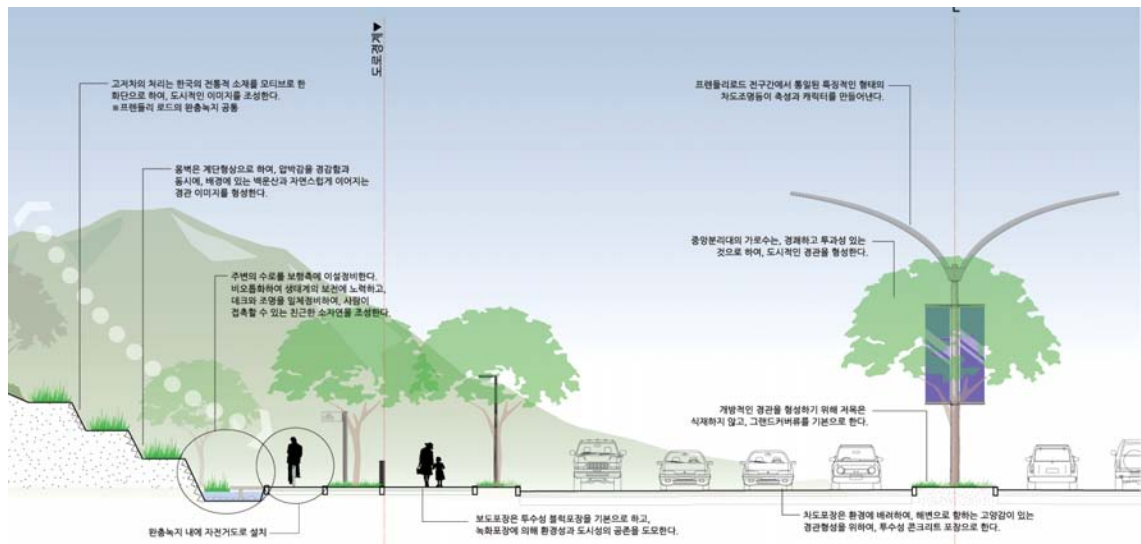 도로경계▼
고저차의 처리는 한국의 전통적 소재를 모티브로 한
화단으로 하여, 도시적인 이미지를 조성한다.
※프렌들리 로드의 완충녹지 공통
옹벽은 계단형상으로 하여, 압박감을 경감함과
동시에, 배경에 있는 백운산과 자연스럽게 이어지는
경관 이미지를 형성한다.
주변의 수로를 보행측에 이설정비한다.
비오톱화하여 생태계의 보전에 노력하고,
데크와 조명을 일체정비하여, 사람이
접촉할 수 있는 친근한 소자연을 조성한다.
완충녹지 내에 자전거도로 설치
보도포장은 투수성 블럭포장을 기본으로 하고,
녹화포장에 의해 환경성과 도시성의 공존을 도모한다.
프렌들리로드 전구간에서 통일된 특징적인 형태의
차도조명등이 축성과 캐릭터를 만들어낸다.
중앙분리대의 가로수는, 경쾌하고 투과성 있는
것으로 하여, 도시적인 경관을 형성한다.
개방적인 경관을 형성하기 위해 저목은
식재하지 않고, 그랜드커버류를 기본으로 한다.
차도포장은 환경에 배려하여, 해변으로 향하는 고양감이 있는
경관형성을 위하여, 투수성 콘크리트 포장으로 한다.